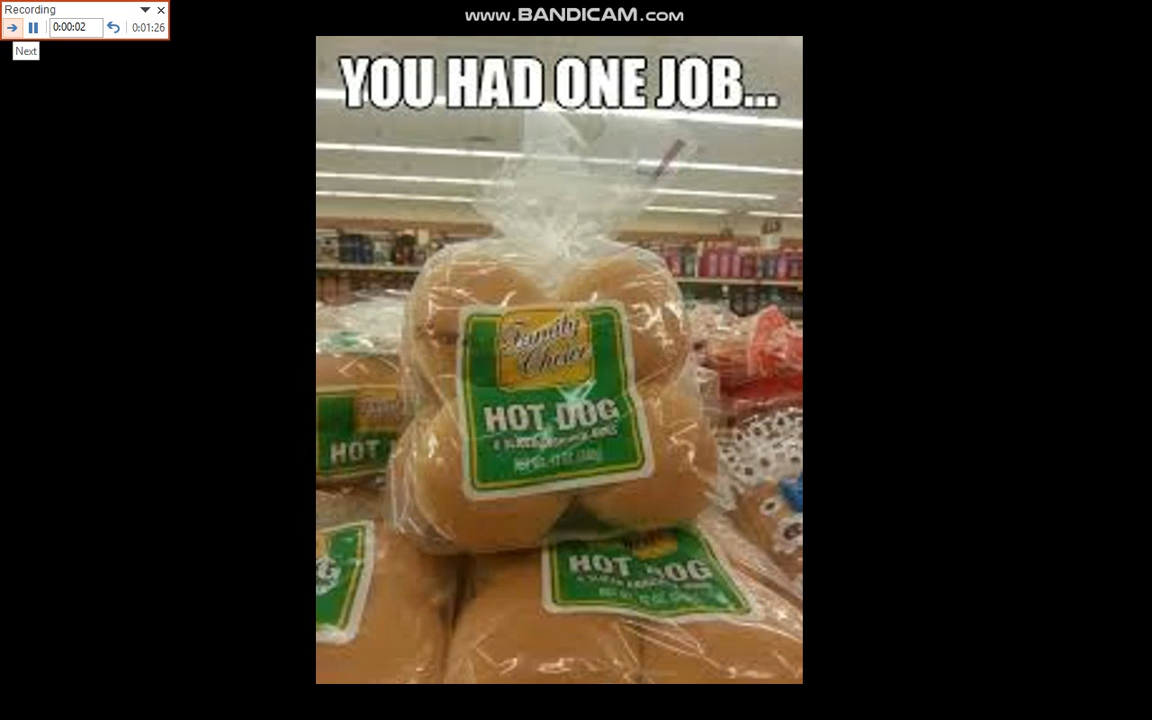 Recording
www.BANDICAM.com
0:00:02
0:01:26
Next
YOU HAD ONE JOB...
Family
Choice
HOT DOG
HOT
HOT DOG
G